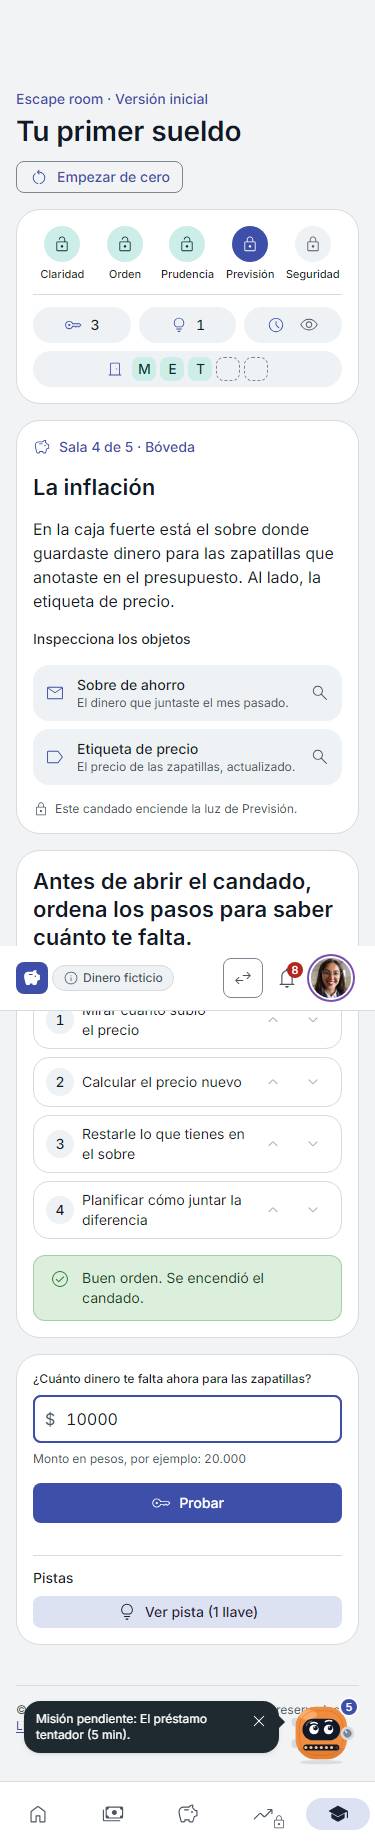 Escape room · Versión inicial
Tu primer sueldo
Empezar de cero
Claridad
Orden
Prudencia
Previsión
Seguridad
3
1
M E T
Sala 4 de 5 · Bóveda
La inflación
En la caja fuerte está el sobre donde
guardaste dinero para las zapatillas que
anotaste en el presupuesto. Al lado, la
etiqueta de precio.
Inspecciona los objetos
Sobre de ahorro
El dinero que juntaste el mes pasado.
Etiqueta de precio
El precio de las zapatillas, actualizado.
Este candado enciende la luz de Previsión.
Antes de abrir el candado,
ordena los pasos para saber
cuánto te falta.
Dinero ficticio
8
1
Mirar cuánto subió
el precio
2
Calcular el precio nuevo
3
Restarle lo que tienes en
el sobre
4
Planificar cómo juntar la
diferencia
Buen orden. Se encendió el
candado.
¿Cuánto dinero te falta ahora para las zapatillas?
$ 10000
Monto en pesos, por ejemplo: 20.000
Probar
Pistas
Ver pista (1 llave)
©
L
5
Misión pendiente: El préstamo
tentador (5 min).